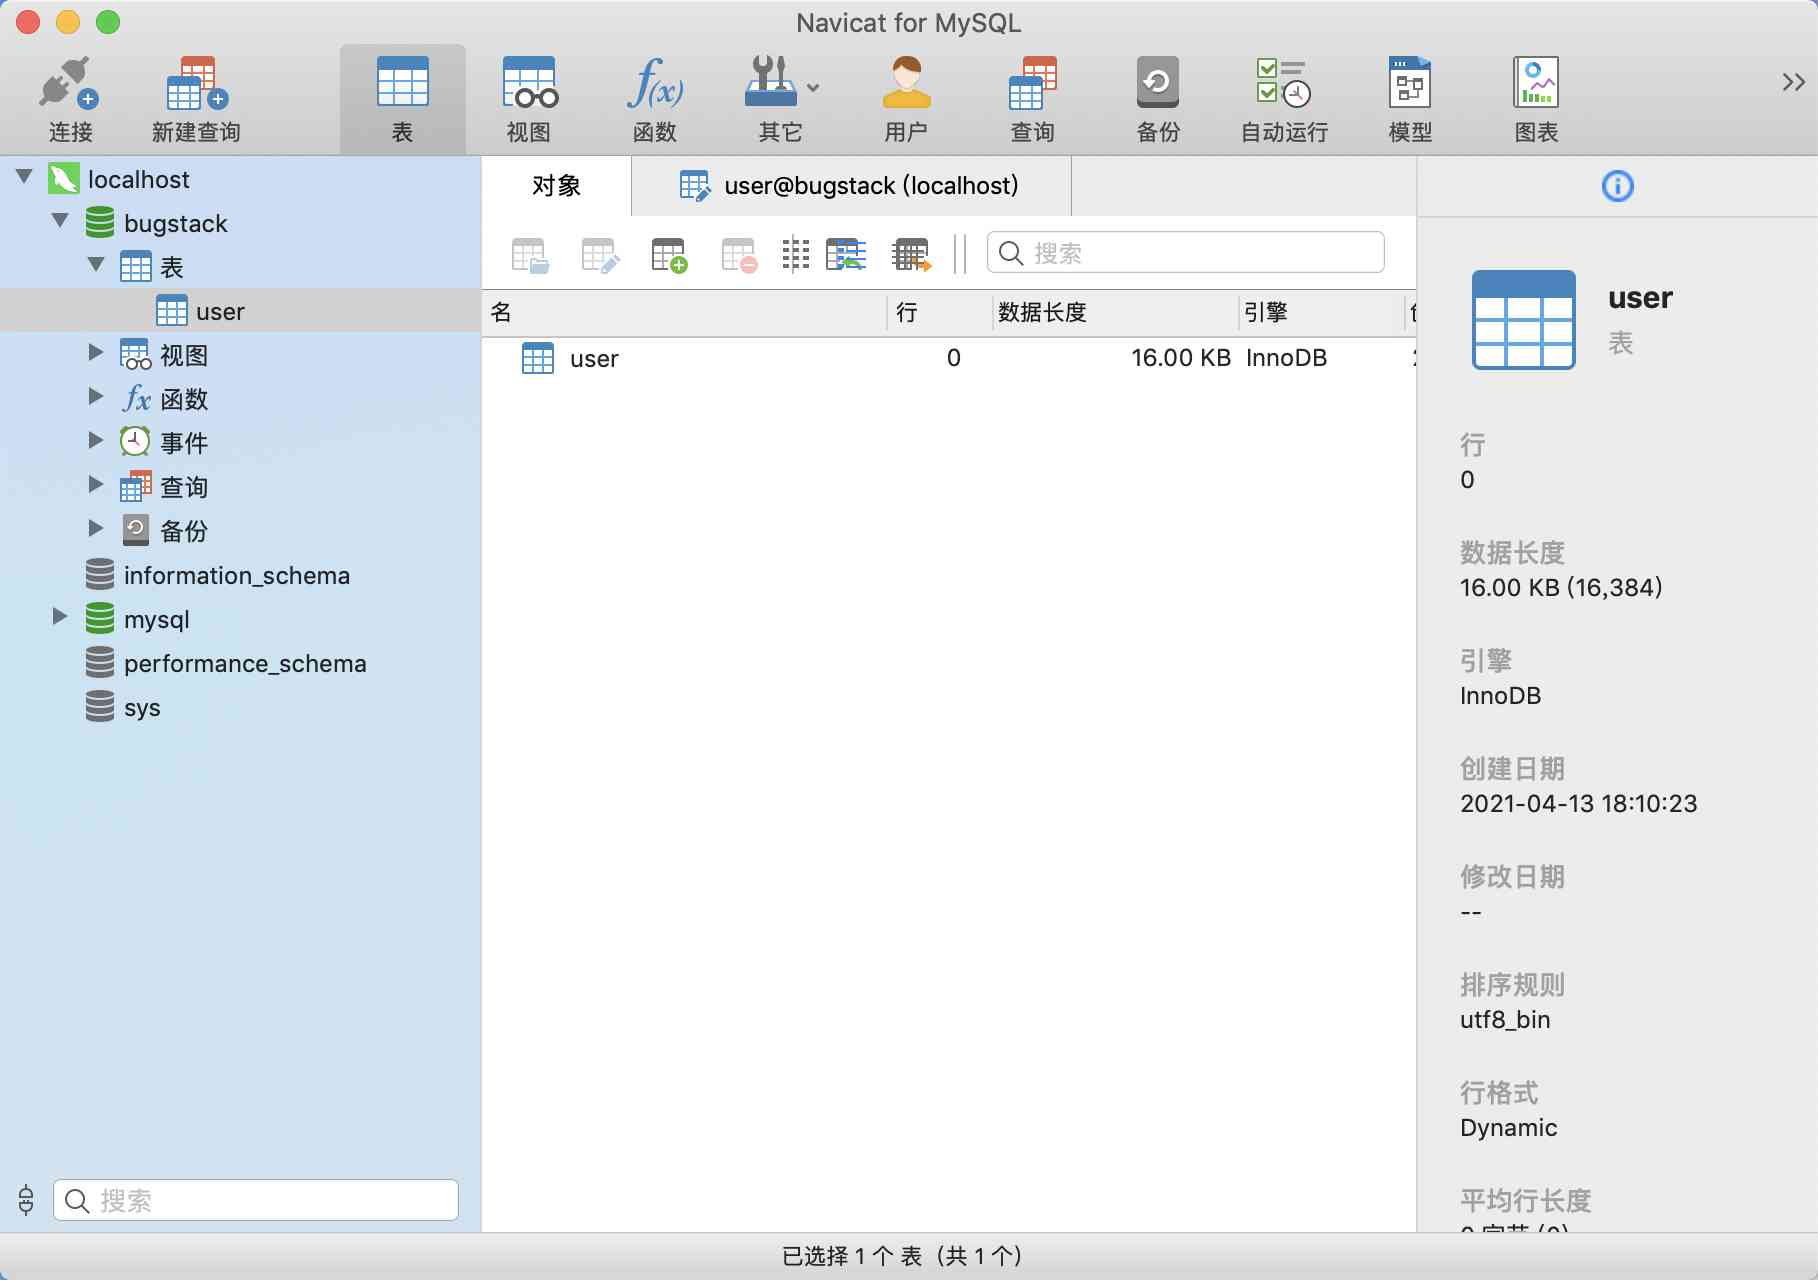 Navicat for MySQL
连接
新建查询
表
视图
函数
其它
用户
查询
备份
自动运行
模型
图表
localhost
bugstack
表
user
视图
函数
事件
查询
备份
information_schema
mysql
performance_schema
sys
搜索
对象
user@bugstack (localhost)
搜索
名 行 数据长度 引擎
user 0 16.00 KB InnoDB
user
表
行
0
数据长度
16.00 KB (16,384)
引擎
InnoDB
创建日期
2021-04-13 18:10:23
修改日期
--
排序规则
utf8_bin
行格式
Dynamic
平均行长度
已选择 1 个 表（共 1 个）